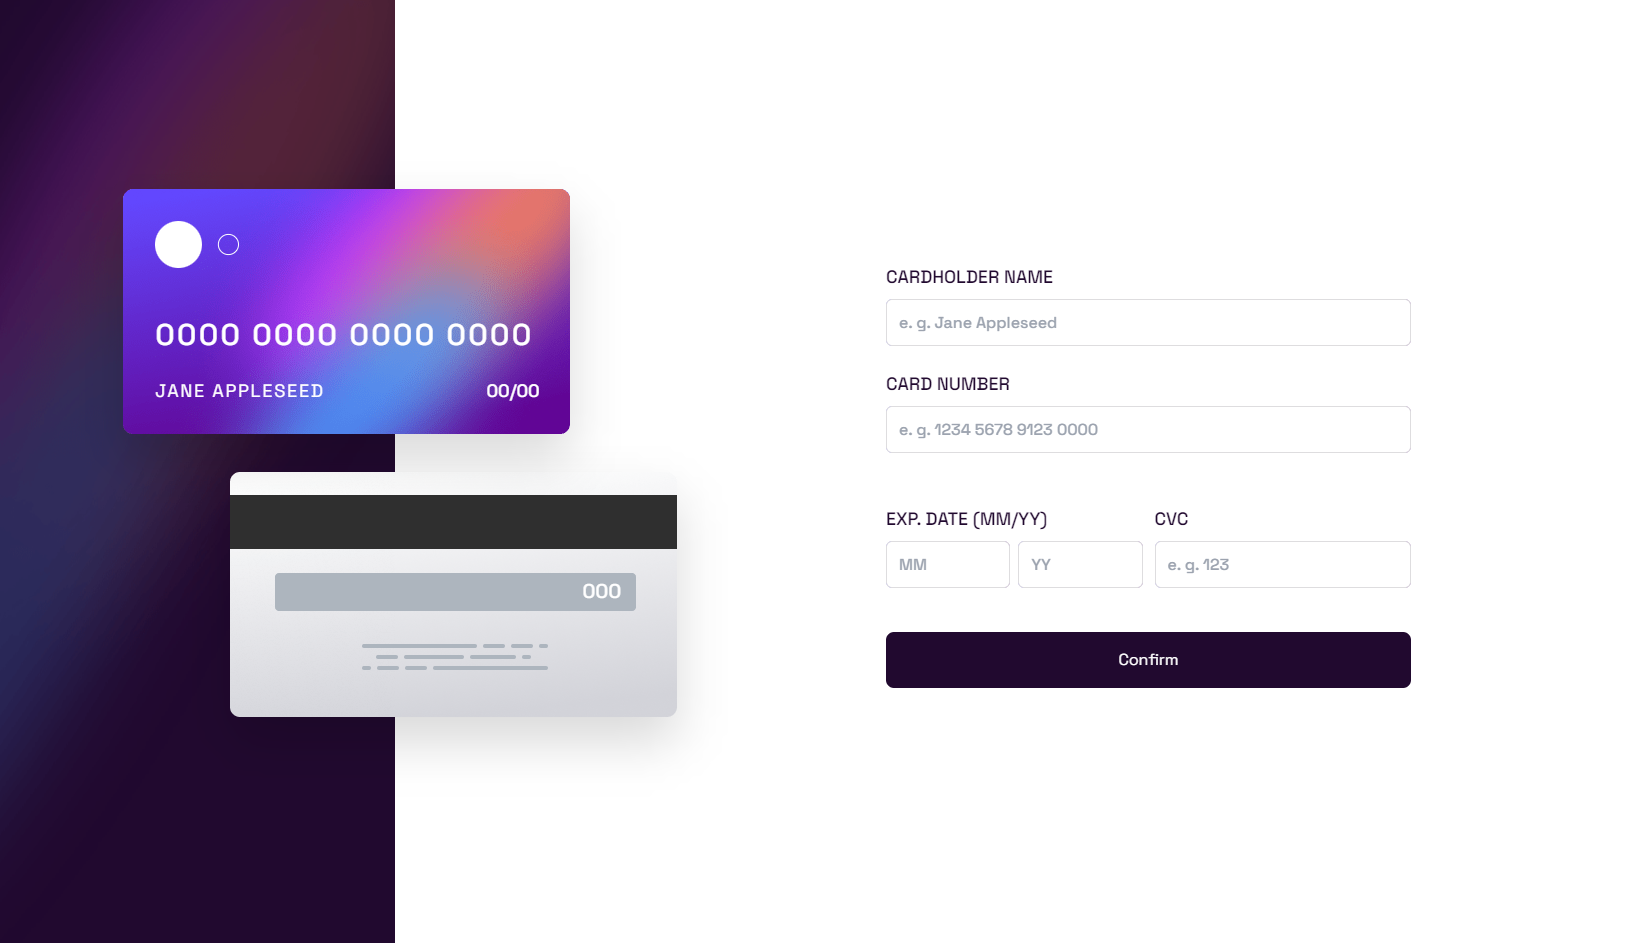 0000 0000 0000 0000
JANE APPLESEED 00/00
000
CARDHOLDER NAME
e. g. Jane Appleseed
CARD NUMBER
e. g. 1234 5678 9123 0000
EXP. DATE (MM/YY) CVC
MM YY e. g. 123
Confirm